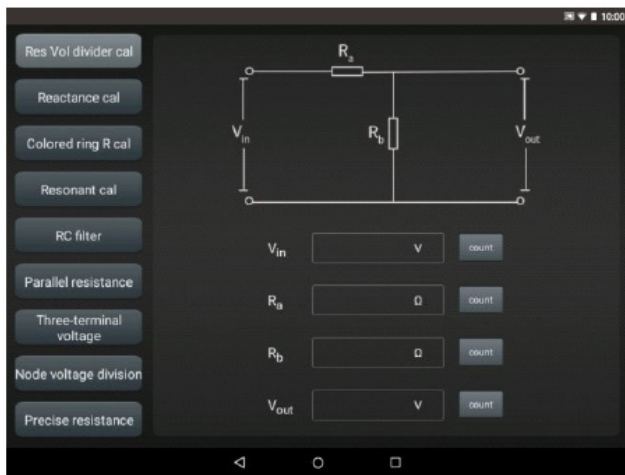 10:00
Res Vol divider cal
Reactance cal
Colored ring R cal
Resonant cal
RC filter
Parallel resistance
Three-terminal
voltage
Node voltage division
Precise resistance
Ra
Vin
Rb
Vout
Vin V count
Ra Ω count
Rb Ω count
Vout V count